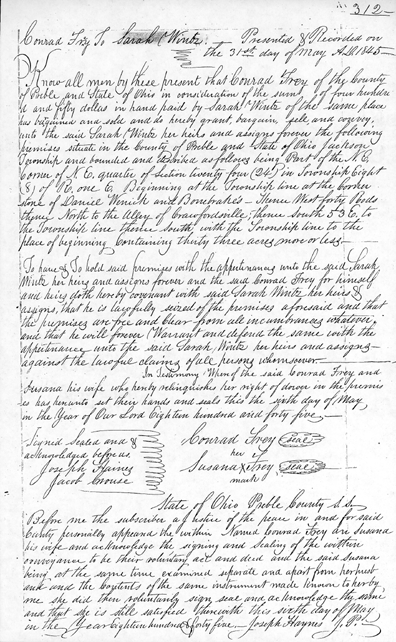 312
Conrad Frey To Sarah Wintz. Presented & Recorded on
the 31st day of May A.D. 1845
Know all men by these present that Conrad Frey of the County
of Preble and State of Ohio in consideration of the sum of four hundre
d and fifty dollars in hand paid by Sarah Wintz of the same place
has bargained and sold and do hereby grant, bargain, sell, and convey,
unto the said Sarah Wintz her heirs and assigns forever the following
premises situate in the County of Preble and State of Ohio Jackson
Township and bounded and described as follows being Part of the N.E.
Corner of N.E. quarter of Section twenty four (24) in Township Eight
(8) of R. one E. Beginning at the Township line at the Corner
stone of Daniel Wenick and Bonebrakes - Thence West forty Rods
thence North to the Alley of Crawfordsville; thence South 53 E. to
the Township line thence South, with the Township line to the
place of beginning Containing thirty three acres, more or less
To have & To hold said premises with the appertenances unto the said Sarah
Wintz her heirs and assigns forever and the said Conrad Frey for himself
and heirs doth hereby covenant with said Sarah Wintz her heirs &
assigns, that he is lawfully seized of the premises aforesaid and that
the premises are free and clear from all incumbrances whatever;
and that he will forever Warrant and defend the same with the
appertenances unto the said Sarah Wintz her heirs and assigns
against the lawful claims of all persons whomsoever.
In Testimony Whereof the said Conrad Frey and
Susana his wife who hereby relinquishes her right of dower in the premis
es has hereunto set their hands and seals this the sixth day of May
in the Year of Our Lord Eighteen hundred and forty five
Signed Sealed and Conrad Frey seal
acknowledged before us. her
Joseph Haines Susana x Frey seal
Jacob Crouse mark
State of Ohio Preble County S.S.
Before me the subscriber a justice of the peace in and for said
County personally appeared the within Named Conrad Frey and Susana
his wife and acknowledge the signing and sealing of the within
conveyance to be their voluntary act and deed and the said Susana
being at the same time examined separate and apart from her husb
and and the contents of the same instrument made known to her by
me she did then voluntarily sign seal and acknowledge the same
and that she is still satisfied therewith this sixth day of May
in the Year Eighteen hundred & forty five Joseph Haynes J.P.